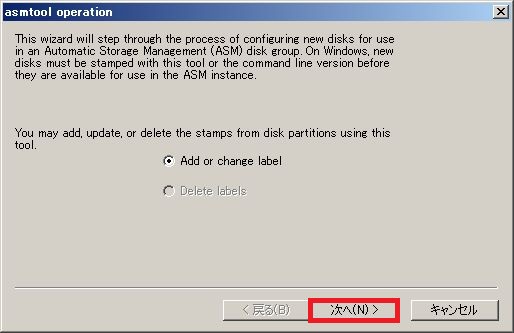 asmtool operation
This wizard will step through the process of configuring new disks for use
in an Automatic Storage Management (ASM) disk group. On Windows, new
disks must be stamped with this tool or the command line version before
they are available for use in the ASM instance.
You may add, update, or delete the stamps from disk partitions using this
tool.
Add or change label
Delete labels
< 戻る(B)
次へ(N) >
キャンセル